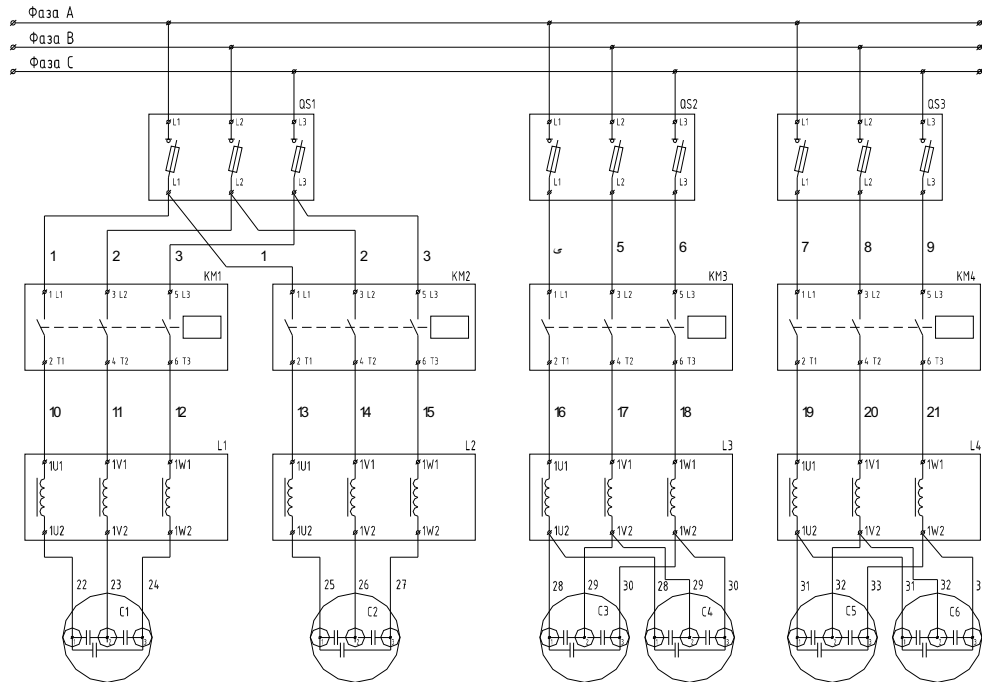 Фаза A
Фаза B
Фаза C
QS1 QS2 QS3
L1 L2 L3 L1 L2 L3 L1 L2 L3
L1 L2 L3 L1 L2 L3 L1 L2 L3
1 2 3 1 2 3 5 6 7 8 9
KM1 KM2 KM3 KM4
1 L1 3 L2 5 L3 1 L1 3 L2 5 L3 1 L1 3 L2 5 L3 1 L1 3 L2 5 L3
2 T1 4 T2 6 T3 2 T1 4 T2 6 T3 2 T1 4 T2 6 T3 2 T1 4 T2 6 T3
10 11 12 13 14 15 16 17 18 19 20 21
L1 L2 L3 L4
1U1 1V1 1W1 1U1 1V1 1W1 1U1 1V1 1W1 1U1 1V1 1W1
1U2 1V2 1W2 1U2 1V2 1W2 1U2 1V2 1W2 1U2 1V2 1W2
22 23 24 25 26 27 28 29 30 28 29 30 31 32 33 31 32 3
C1 C2 C3 C4 C5 C6